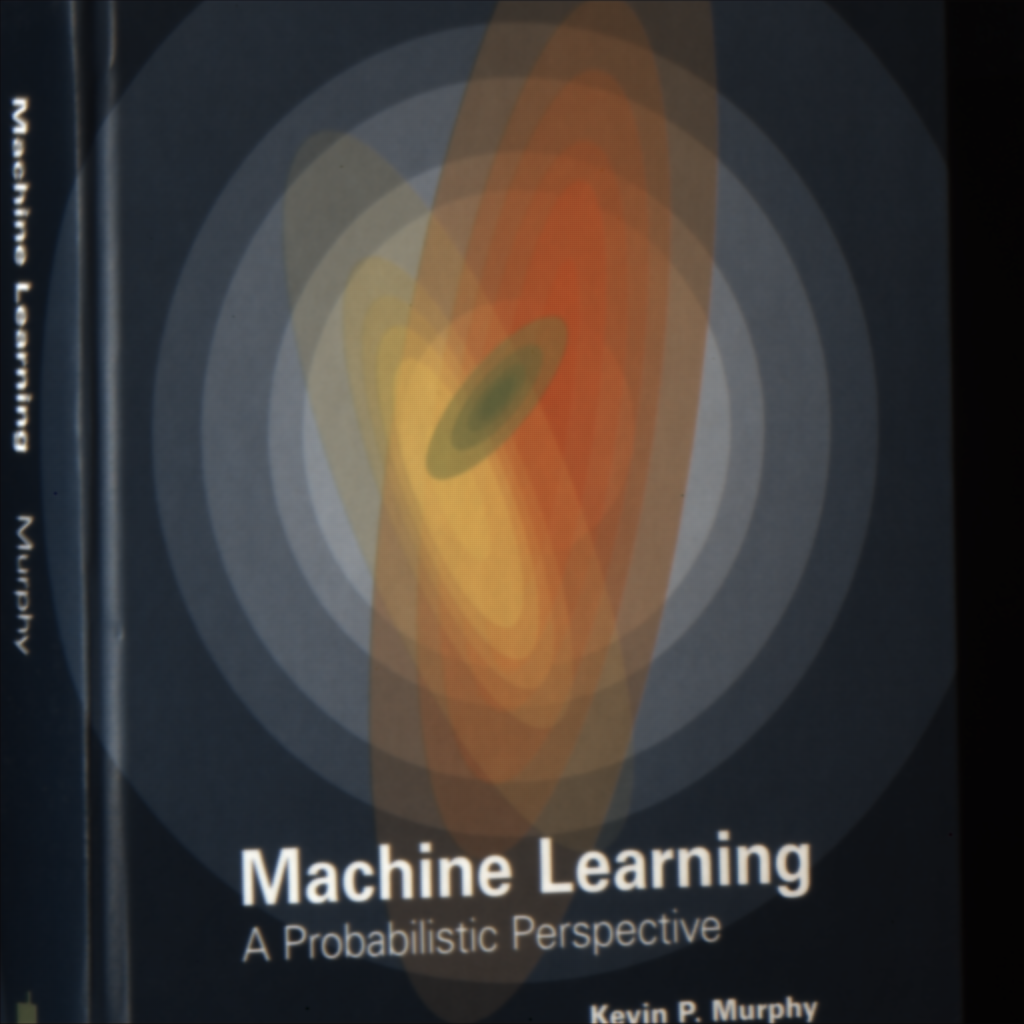 Machine Learning
Murphy
Machine Learning
A Probabilistic Perspective
Kevin P. Murphy